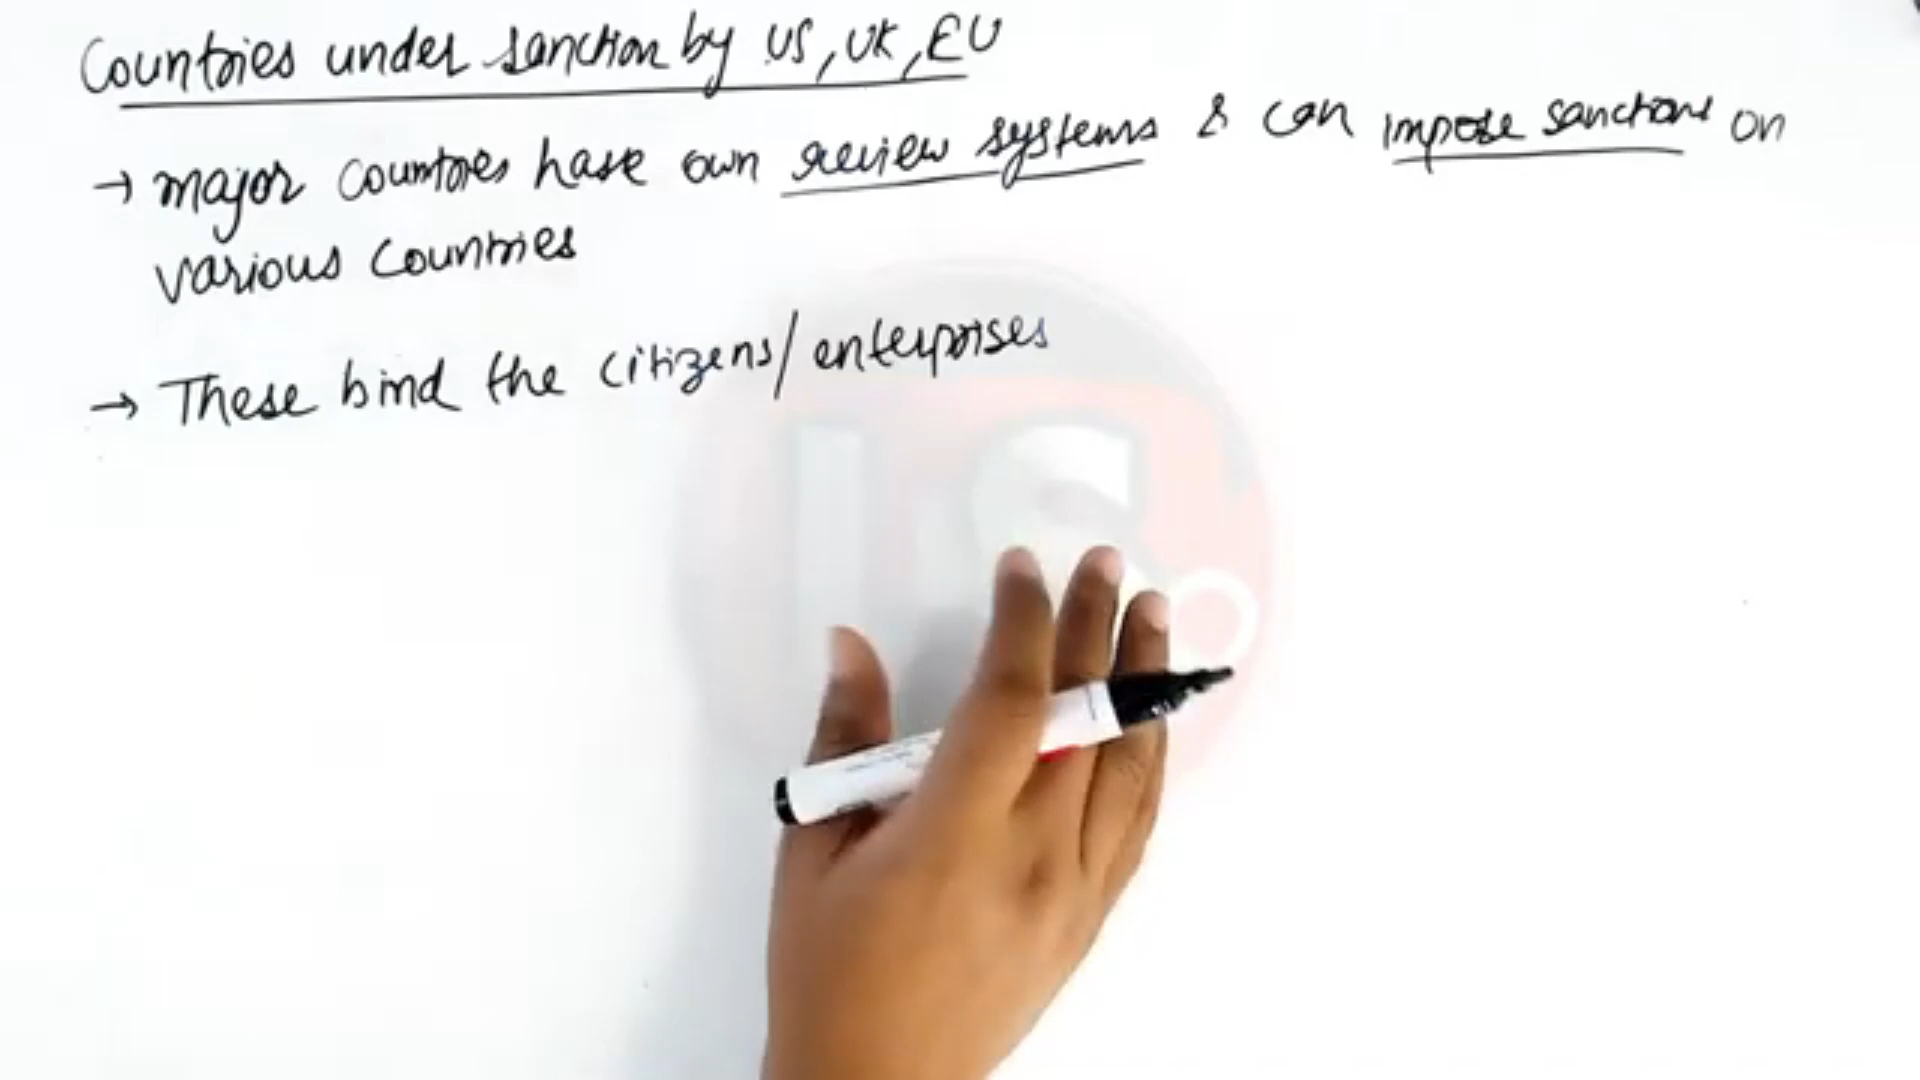 Countries under sanction by US, UK, EU
→ major countries have own review systems & can impose sanctions on
various countries
→ These bind the citizens/enterprises
IS